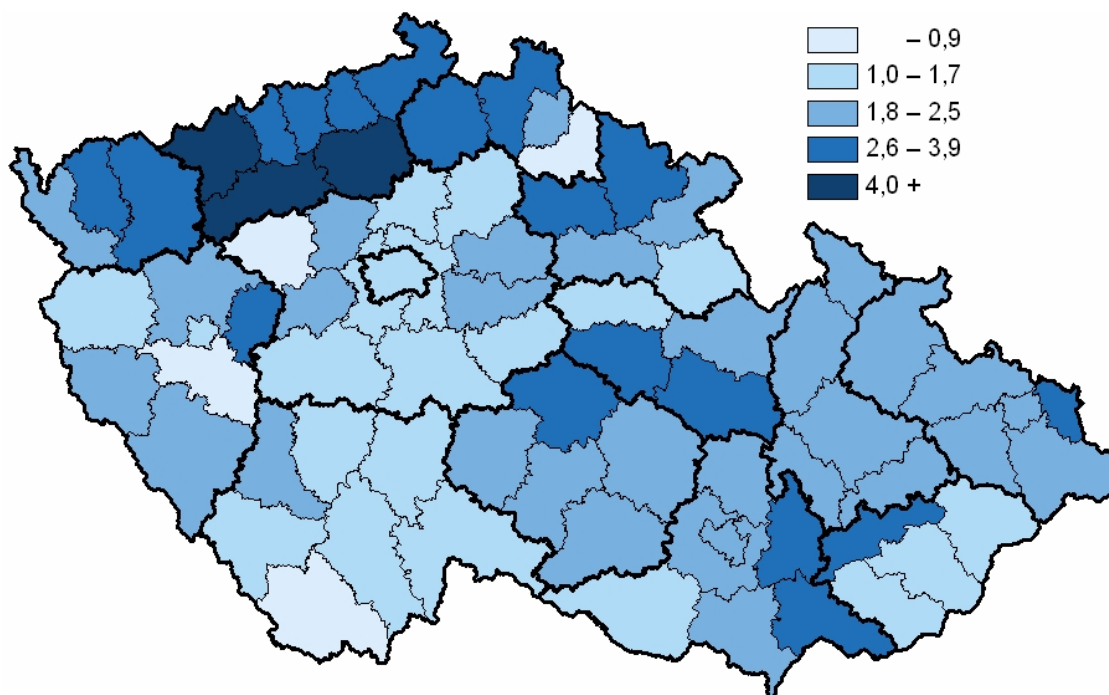 – 0,9
1,0 – 1,7
1,8 – 2,5
2,6 – 3,9
4,0 +